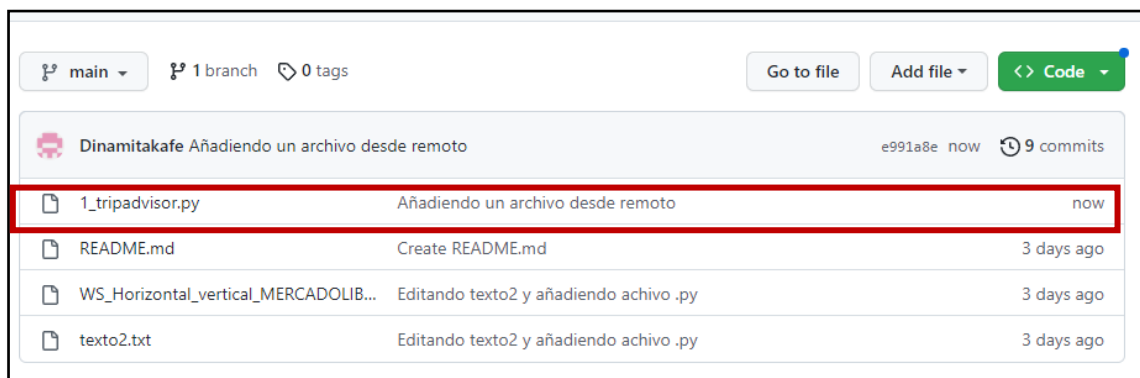 main 1 branch 0 tags Go to file Add file <> Code
Dinamitakafe Añadiendo un archivo desde remoto e991a8e now 9 commits
1_tripadvisor.py Añadiendo un archivo desde remoto now
README.md Create README.md 3 days ago
WS_Horizontal_vertical_MERCADOLIB... Editando texto2 y añadiendo achivo .py 3 days ago
texto2.txt Editando texto2 y añadiendo achivo .py 3 days ago